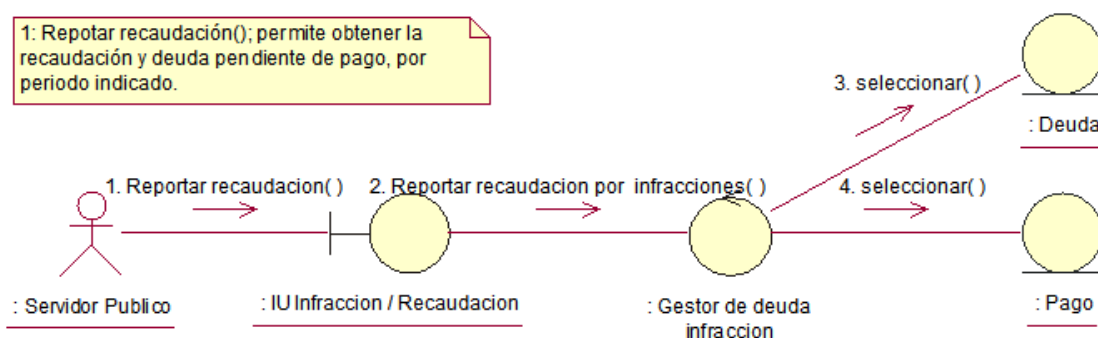 1: Repotar recaudación(); permite obtener la
recaudación y deuda pendiente de pago, por
periodo indicado.
3. seleccionar( )
: Deuda
1. Reportar recaudacion( )
2. Reportar recaudacion por infracciones( )
4. seleccionar( )
: Servidor Publico
: IU Infraccion / Recaudacion
: Gestor de deuda
infraccion
: Pago